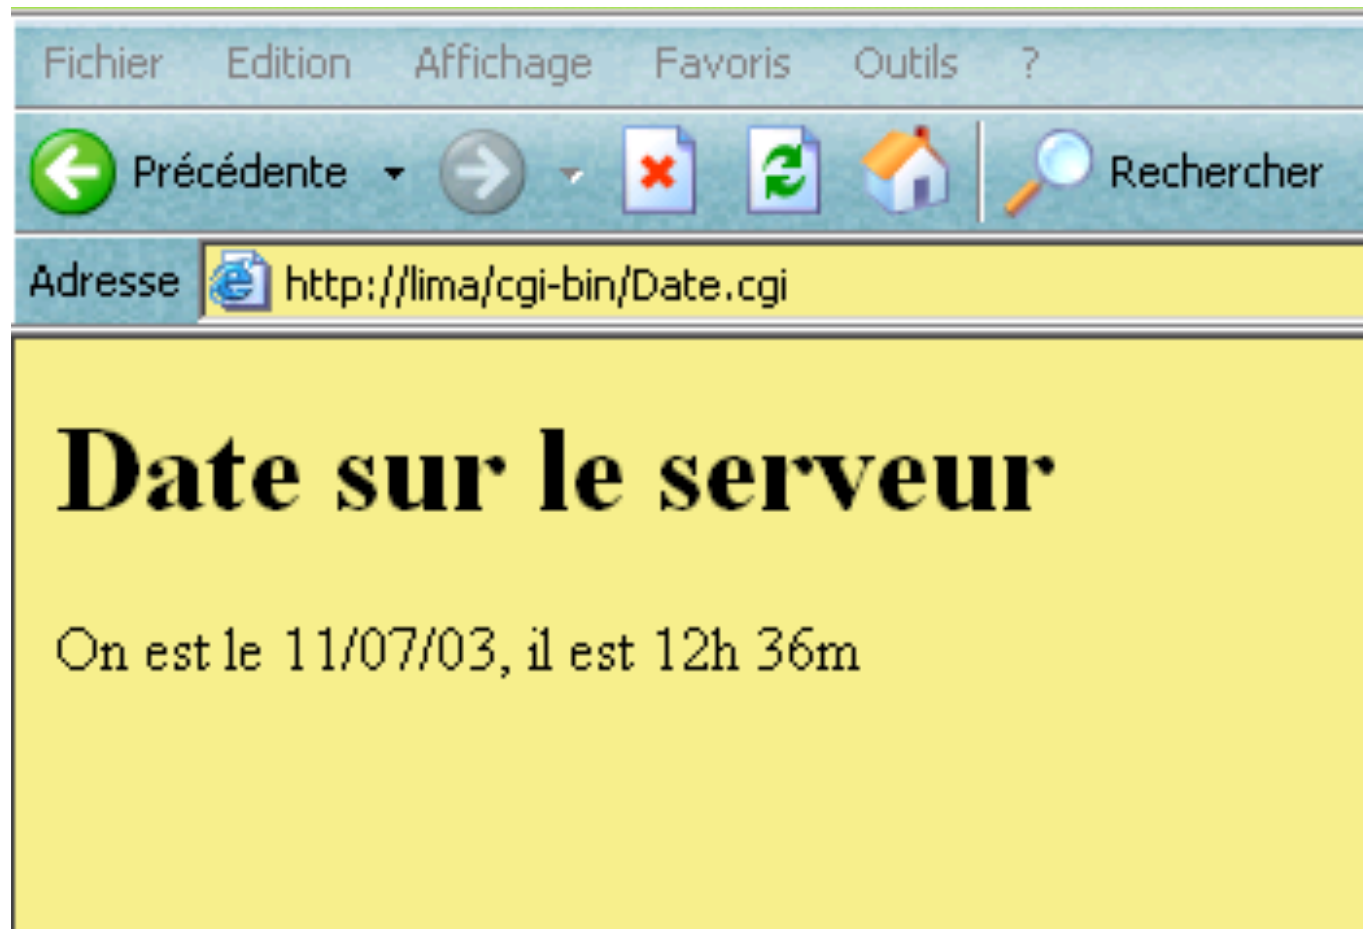 Fichier Edition Affichage Favoris Outils ?
Précédente Rechercher
Adresse http://lima/cgi-bin/Date.cgi
Date sur le serveur
On est le 11/07/03, il est 12h 36m